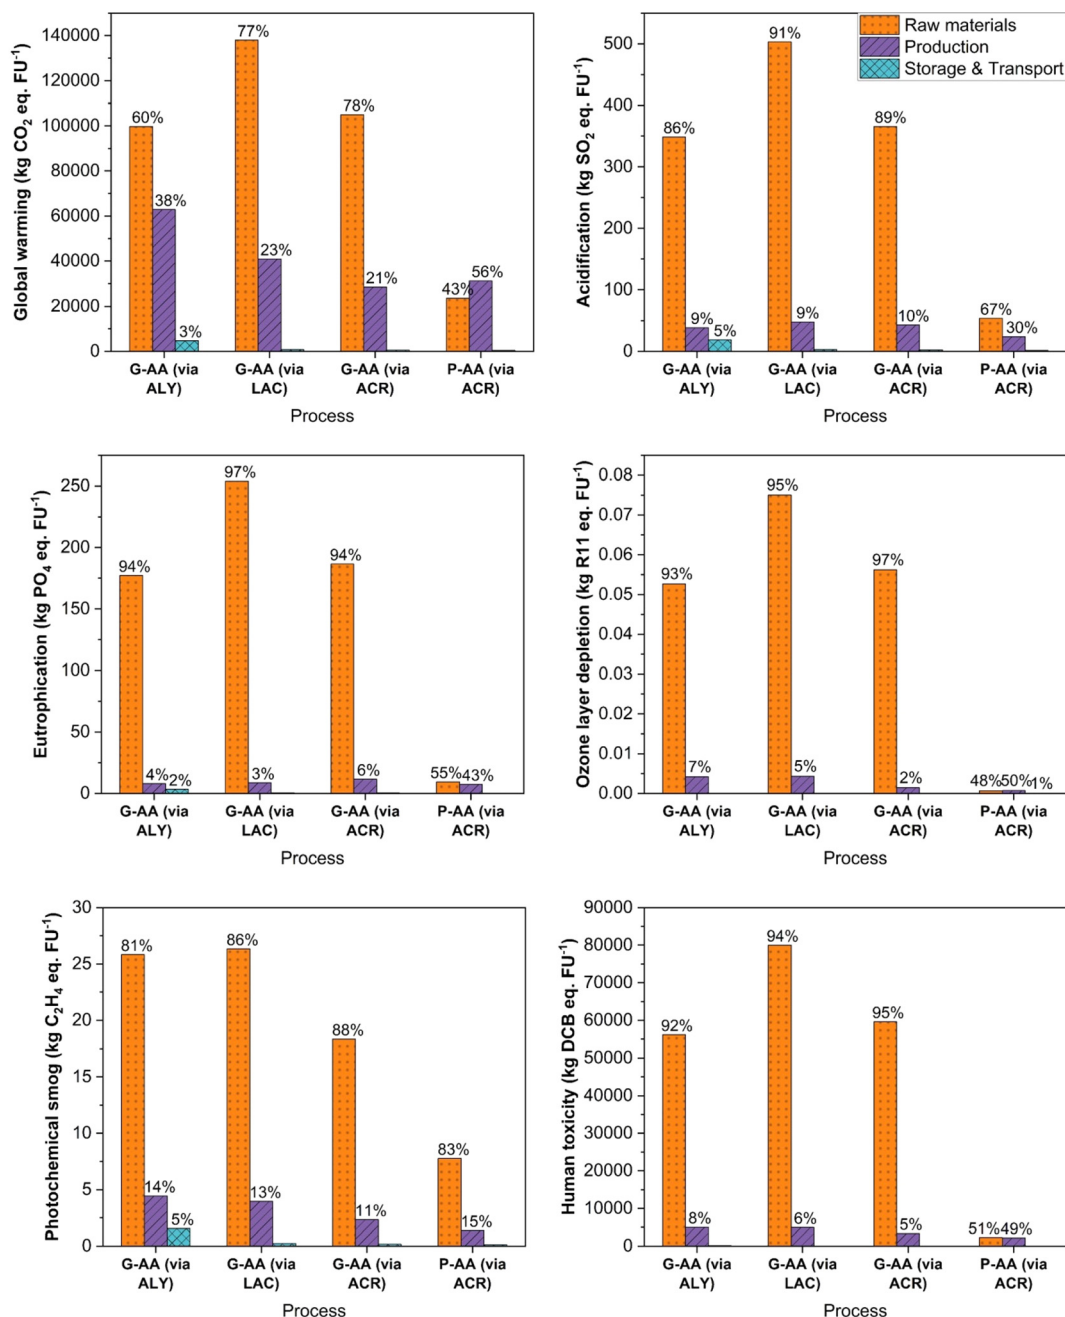 Global warming (kg CO₂ eq. FU⁻¹)
140000
120000
100000
80000
60000
40000
20000
0
60%
38%
3%
77%
23%
78%
21%
43%
56%
G-AA (via ALY)
G-AA (via LAC)
G-AA (via ACR)
P-AA (via ACR)
Process
Raw materials
Production
Storage & Transport
Acidification (kg SO₂ eq. FU⁻¹)
500
400
300
200
100
0
86%
9%
5%
91%
9%
89%
10%
67%
30%
G-AA (via ALY)
G-AA (via LAC)
G-AA (via ACR)
P-AA (via ACR)
Process
Eutrophication (kg PO₄ eq. FU⁻¹)
250
200
150
100
50
0
94%
4%
2%
97%
3%
94%
6%
55%
43%
G-AA (via ALY)
G-AA (via LAC)
G-AA (via ACR)
P-AA (via ACR)
Process
Ozone layer depletion (kg R11 eq. FU⁻¹)
0.08
0.07
0.06
0.05
0.04
0.03
0.02
0.01
0.00
93%
7%
95%
5%
97%
2%
48%
50%
1%
G-AA (via ALY)
G-AA (via LAC)
G-AA (via ACR)
P-AA (via ACR)
Process
Photochemical smog (kg C₂H₄ eq. FU⁻¹)
30
25
20
15
10
5
0
81%
14%
5%
86%
13%
88%
11%
83%
15%
G-AA (via ALY)
G-AA (via LAC)
G-AA (via ACR)
P-AA (via ACR)
Process
Human toxicity (kg DCB eq. FU⁻¹)
90000
80000
70000
60000
50000
40000
30000
20000
10000
0
92%
8%
94%
6%
95%
5%
51%
49%
G-AA (via ALY)
G-AA (via LAC)
G-AA (via ACR)
P-AA (via ACR)
Process